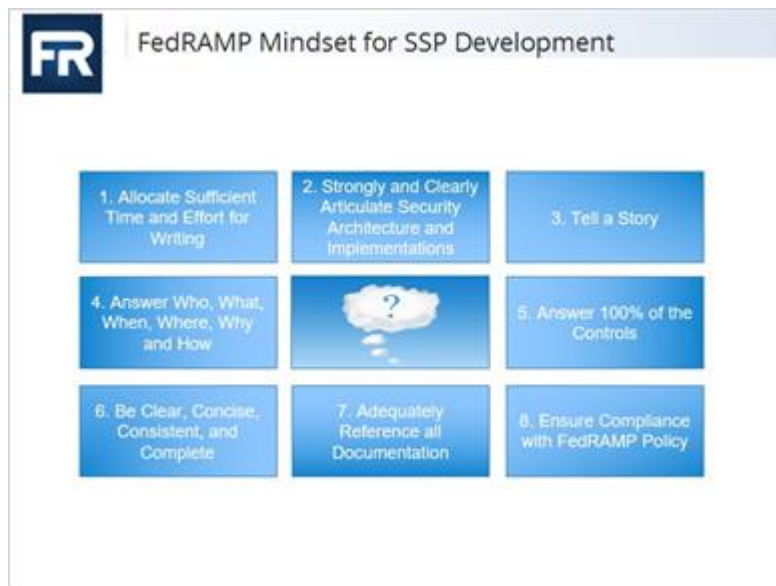 FR
FedRAMP Mindset for SSP Development
1. Allocate Sufficient
Time and Effort for
Writing
2. Strongly and Clearly
Articulate Security
Architecture and
Implementations
3. Tell a Story
4. Answer Who, What,
When, Where, Why
and How
?
5. Answer 100% of the
Controls
6. Be Clear, Concise,
Consistent, and
Complete
7. Adequately
Reference all
Documentation
8. Ensure Compliance
with FedRAMP Policy